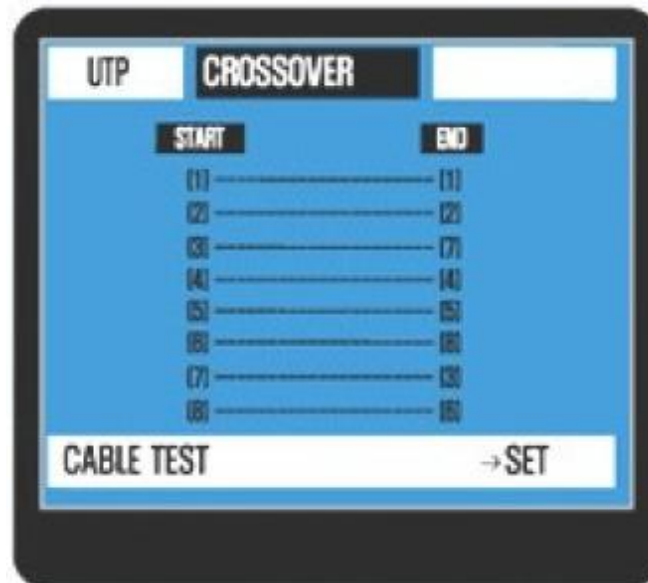 UTP CROSSOVER
START END
(1) ---------------- (1)
(2) ---------------- (2)
(3) ---------------- (7)
(4) ---------------- (4)
(5) ---------------- (5)
(6) ---------------- (8)
(7) ---------------- (3)
(8) ---------------- (6)
CABLE TEST →SET